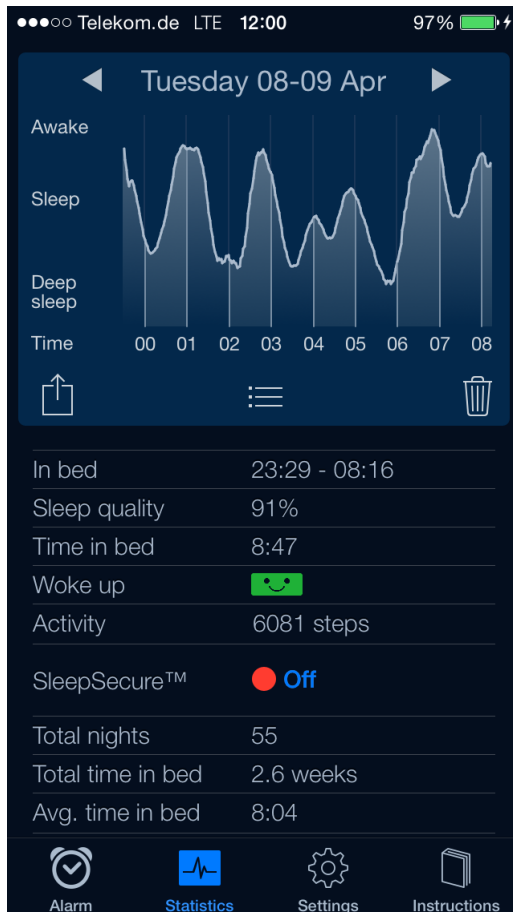 Telekom.de LTE 12:00 97%
Tuesday 08-09 Apr
Awake
Sleep
Deep
sleep
Time 00 01 02 03 04 05 06 07 08
In bed 23:29 - 08:16
Sleep quality 91%
Time in bed 8:47
Woke up
Activity 6081 steps
SleepSecure™ Off
Total nights 55
Total time in bed 2.6 weeks
Avg. time in bed 8:04
Alarm Statistics Settings Instructions